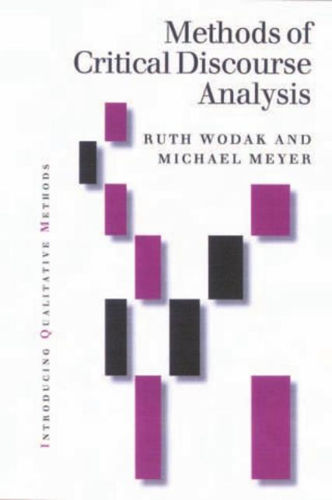 Methods of
Critical Discourse
Analysis
RUTH WODAK AND
MICHAEL MEYER
INTRODUCING QUALITATIVE METHODS